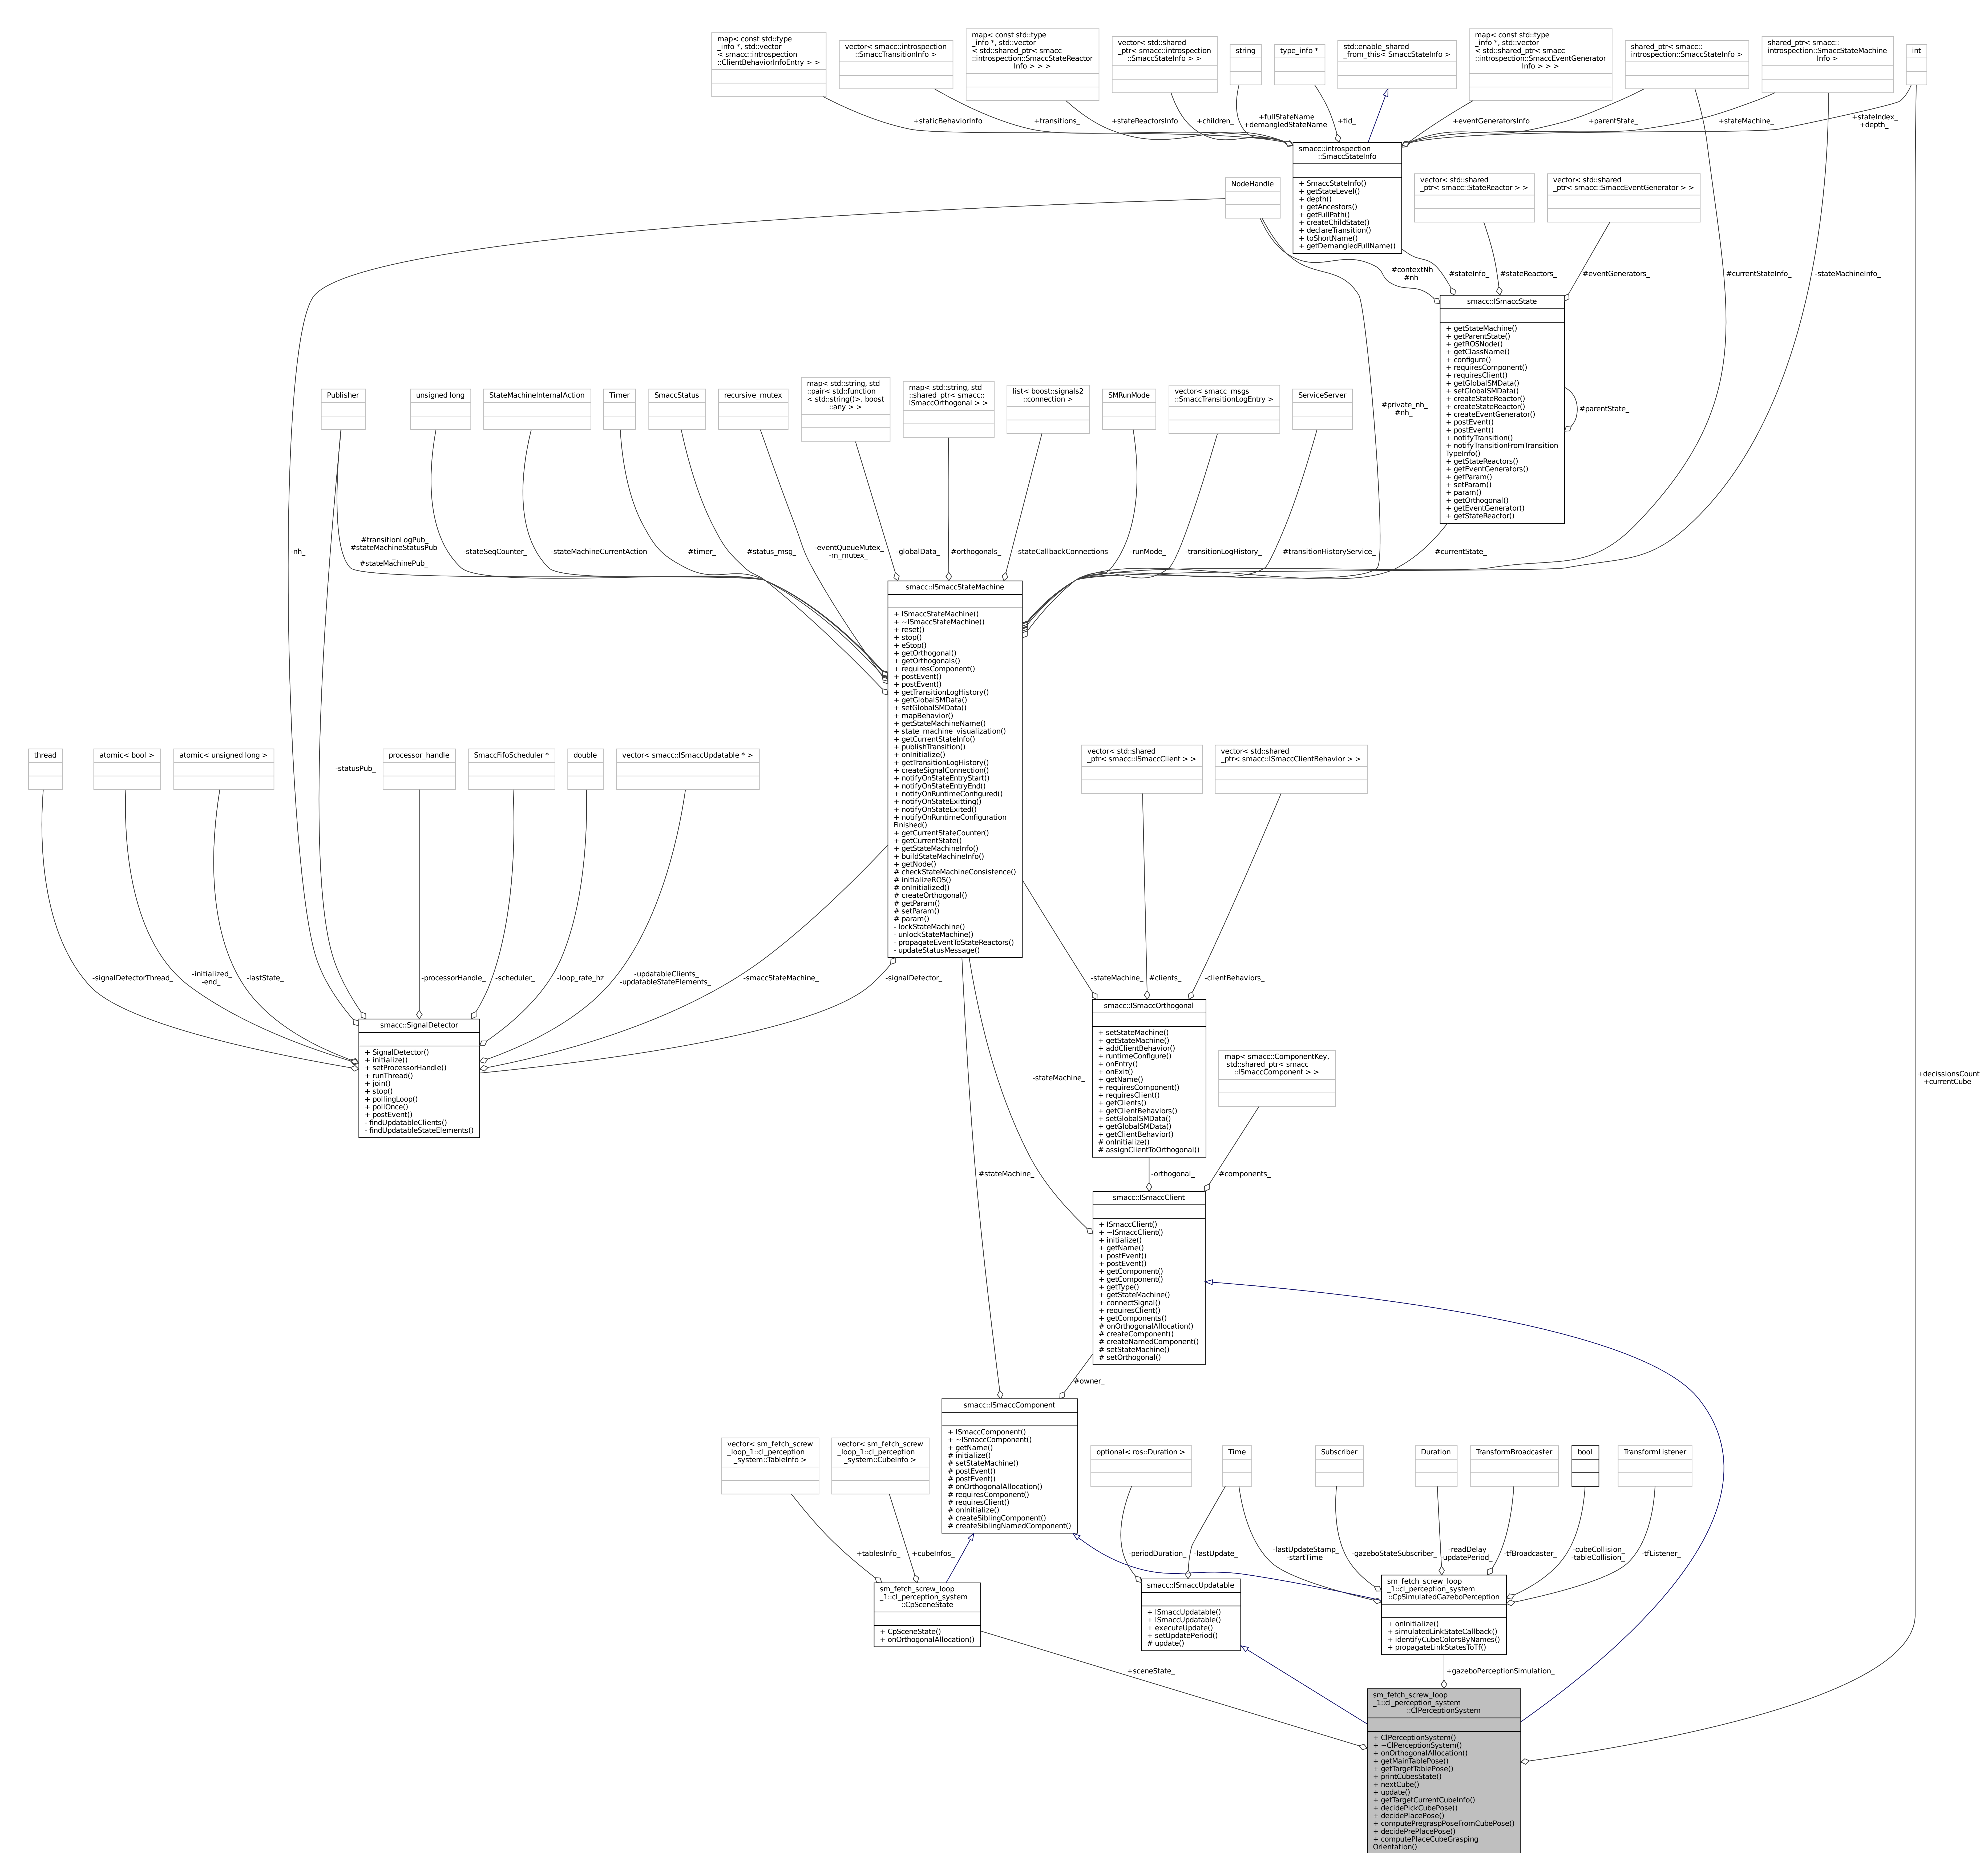 map< const std::type
_info *, std::vector
< smacc::introspection
::ClientBehaviorInfoEntry > >
vector< smacc::introspection
::SmaccTransitionInfo >
map< const std::type
_info *, std::vector
< std::shared_ptr< smacc
::introspection::SmaccStateReactor
Info > > >
vector< std::shared
_ptr< smacc::introspection
::SmaccStateInfo > >
string
type_info *
std::enable_shared
_from_this< SmaccStateInfo >
map< const std::type
_info *, std::vector
< std::shared_ptr< smacc
::introspection::SmaccEventGenerator
Info > > >
shared_ptr< smacc::
introspection::SmaccStateInfo >
shared_ptr< smacc::
introspection::SmaccStateMachine
Info >
int
+staticBehaviorInfo
+transitions_
+stateReactorsInfo
+children_
+fullStateName
+demangledStateName
+tid_
+eventGeneratorsInfo
+parentState_
+stateMachine_
+stateIndex_
+depth_
smacc::introspection
::SmaccStateInfo
+ SmaccStateInfo()
+ getStateLevel()
+ depth()
+ getAncestors()
+ getFullPath()
+ createChildState()
+ declareTransition()
+ toShortName()
+ getDemangledFullName()
NodeHandle
vector< std::shared
_ptr< smacc::StateReactor > >
vector< std::shared
_ptr< smacc::SmaccEventGenerator > >
#contextNh
#nh
#stateInfo_
#stateReactors_
#eventGenerators_
#currentStateInfo_
-stateMachineInfo_
smacc::ISmaccState
+ getStateMachine()
+ getParentState()
+ getROSNode()
+ getClassName()
+ configure()
+ requiresComponent()
+ requiresClient()
+ getGlobalSMData()
+ setGlobalSMData()
+ createStateReactor()
+ createStateReactor()
+ createEventGenerator()
+ postEvent()
+ postEvent()
+ notifyTransition()
+ notifyTransitionFromTransition
TypeInfo()
+ getStateReactors()
+ getEventGenerators()
+ getParam()
+ setParam()
+ param()
+ getOrthogonal()
+ getEventGenerator()
+ getStateReactor()
#parentState_
Publisher
unsigned long
StateMachineInternalAction
Timer
SmaccStatus
recursive_mutex
map< std::string, std
::pair< std::function
< std::string()>, boost
::any > >
map< std::string, std
::shared_ptr< smacc::
ISmaccOrthogonal > >
list< boost::signals2
::connection >
SMRunMode
vector< smacc_msgs
::SmaccTransitionLogEntry >
ServiceServer
#private_nh_
#nh_
-nh_
#transitionLogPub_
#stateMachineStatusPub
_
#stateMachinePub_
-stateSeqCounter_
-stateMachineCurrentAction
#timer_
#status_msg_
-eventQueueMutex_
-m_mutex_
-globalData_
#orthogonals_
-stateCallbackConnections
-runMode_
-transitionLogHistory_
#transitionHistoryService_
#currentState_
smacc::ISmaccStateMachine
+ ISmaccStateMachine()
+ ~ISmaccStateMachine()
+ reset()
+ stop()
+ eStop()
+ getOrthogonal()
+ getOrthogonals()
+ requiresComponent()
+ postEvent()
+ postEvent()
+ getTransitionLogHistory()
+ getGlobalSMData()
+ setGlobalSMData()
+ mapBehavior()
+ getStateMachineName()
+ state_machine_visualization()
+ getCurrentStateInfo()
+ publishTransition()
+ onInitialize()
+ getTransitionLogHistory()
+ createSignalConnection()
+ notifyOnStateEntryStart()
+ notifyOnStateEntryEnd()
+ notifyOnRuntimeConfigured()
+ notifyOnStateExitting()
+ notifyOnStateExited()
+ notifyOnRuntimeConfiguration
Finished()
+ getCurrentStateCounter()
+ getCurrentState()
+ getStateMachineInfo()
+ buildStateMachineInfo()
+ getNode()
# checkStateMachineConsistence()
# initializeROS()
# onInitialized()
# createOrthogonal()
# getParam()
# setParam()
# param()
- lockStateMachine()
- unlockStateMachine()
- propagateEventToStateReactors()
- updateStatusMessage()
thread
atomic< bool >
atomic< unsigned long >
-statusPub_
processor_handle
SmaccFifoScheduler *
double
vector< smacc::ISmaccUpdatable * >
vector< std::shared
_ptr< smacc::ISmaccClient > >
vector< std::shared
_ptr< smacc::ISmaccClientBehavior > >
-signalDetectorThread_
-initialized_
-end_
-lastState_
-processorHandle_
-scheduler_
-loop_rate_hz
-updatableClients_
-updatableStateElements_
-smaccStateMachine_
-signalDetector_
-stateMachine_
#clients_
-clientBehaviors_
smacc::SignalDetector
+ SignalDetector()
+ initialize()
+ setProcessorHandle()
+ runThread()
+ join()
+ stop()
+ pollingLoop()
+ pollOnce()
+ postEvent()
- findUpdatableClients()
- findUpdatableStateElements()
smacc::ISmaccOrthogonal
+ setStateMachine()
+ getStateMachine()
+ addClientBehavior()
+ runtimeConfigure()
+ onEntry()
+ onExit()
+ getName()
+ requiresComponent()
+ requiresClient()
+ getClients()
+ getClientBehaviors()
+ setGlobalSMData()
+ getGlobalSMData()
+ getClientBehavior()
# onInitialize()
# assignClientToOrthogonal()
map< smacc::ComponentKey,
std::shared_ptr< smacc
::ISmaccComponent > >
-stateMachine_
+decissionsCount
+currentCube
#stateMachine_
-orthogonal_
#components_
smacc::ISmaccClient
+ ISmaccClient()
+ ~ISmaccClient()
+ initialize()
+ getName()
+ postEvent()
+ postEvent()
+ getComponent()
+ getComponent()
+ getType()
+ getStateMachine()
+ connectSignal()
+ requiresClient()
+ getComponents()
# onOrthogonalAllocation()
# createComponent()
# createNamedComponent()
# setStateMachine()
# setOrthogonal()
#owner_
smacc::ISmaccComponent
+ ISmaccComponent()
+ ~ISmaccComponent()
+ getName()
# initialize()
# setStateMachine()
# postEvent()
# postEvent()
# onOrthogonalAllocation()
# requiresComponent()
# requiresClient()
# onInitialize()
# createSiblingComponent()
# createSiblingNamedComponent()
vector< sm_fetch_screw
_loop_1::cl_perception
_system::TableInfo >
vector< sm_fetch_screw
_loop_1::cl_perception
_system::CubeInfo >
optional< ros::Duration >
Time
Subscriber
Duration
TransformBroadcaster
bool
TransformListener
+tablesInfo_
+cubeInfos_
-periodDuration_
-lastUpdate_
-lastUpdateStamp_
-startTime
-gazeboStateSubscriber_
-readDelay
-updatePeriod_
-tfBroadcaster_
-cubeCollision_
-tableCollision_
-tfListener_
sm_fetch_screw_loop
_1::cl_perception_system
::CpSceneState
+ CpSceneState()
+ onOrthogonalAllocation()
smacc::ISmaccUpdatable
+ ISmaccUpdatable()
+ ISmaccUpdatable()
+ executeUpdate()
+ setUpdatePeriod()
# update()
sm_fetch_screw_loop
_1::cl_perception_system
::CpSimulatedGazeboPerception
+ onInitialize()
+ simulatedLinkStateCallback()
+ identifyCubeColorsByNames()
+ propagateLinkStatesToTf()
+sceneState_
+gazeboPerceptionSimulation_
sm_fetch_screw_loop
_1::cl_perception_system
::ClPerceptionSystem
+ ClPerceptionSystem()
+ ~ClPerceptionSystem()
+ onOrthogonalAllocation()
+ getMainTablePose()
+ getTargetTablePose()
+ printCubesState()
+ nextCube()
+ update()
+ getTargetCurrentCubeInfo()
+ decidePickCubePose()
+ decidePlacePose()
+ computePregraspPoseFromCubePose()
+ decidePrePlacePose()
+ computePlaceCubeGrasping
Orientation()